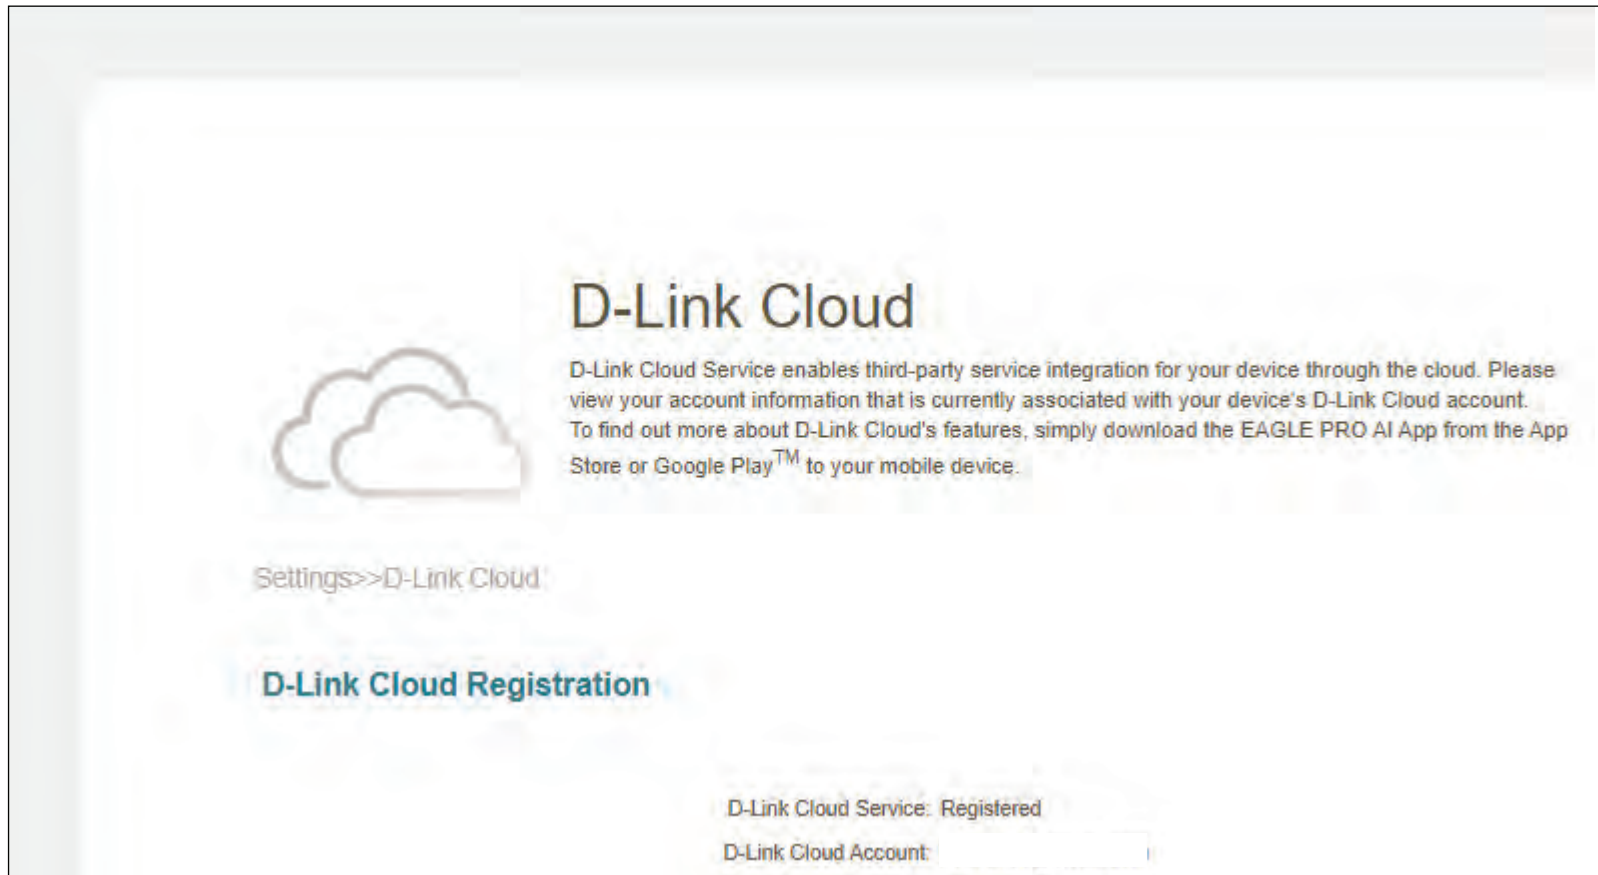 D-Link Cloud
D-Link Cloud Service enables third-party service integration for your device through the cloud. Please
view your account information that is currently associated with your device's D-Link Cloud account.
To find out more about D-Link Cloud's features, simply download the EAGLE PRO AI App from the App
Store or Google Play™ to your mobile device.
Settings>>D-Link Cloud
D-Link Cloud Registration
D-Link Cloud Service: Registered
D-Link Cloud Account: